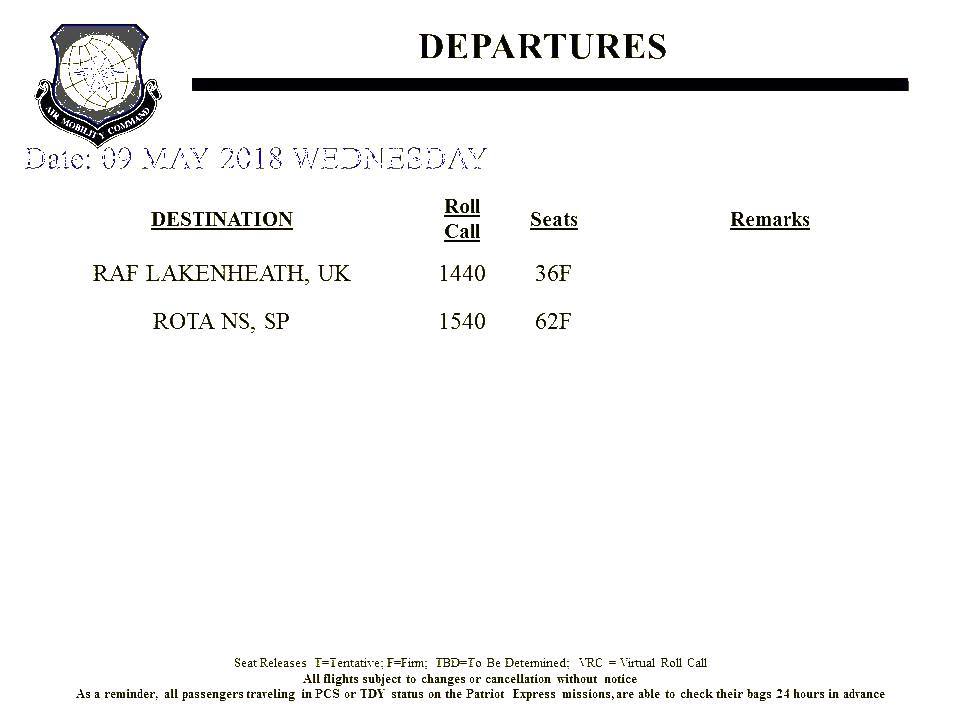 DEPARTURES
AIR MOBILITY COMMAND
Date: 09 MAY 2018 WEDNESDAY
DESTINATION Roll Call Seats Remarks
RAF LAKENHEATH, UK 1440 36F
ROTA NS, SP 1540 62F
Seat Releases T=Tentative; F=Firm; TBD=To Be Determined; VRC = Virtual Roll Call
All flights subject to changes or cancellation without notice
As a reminder, all passengers traveling in PCS or TDY status on the Patriot Express missions, are able to check their bags 24 hours in advance